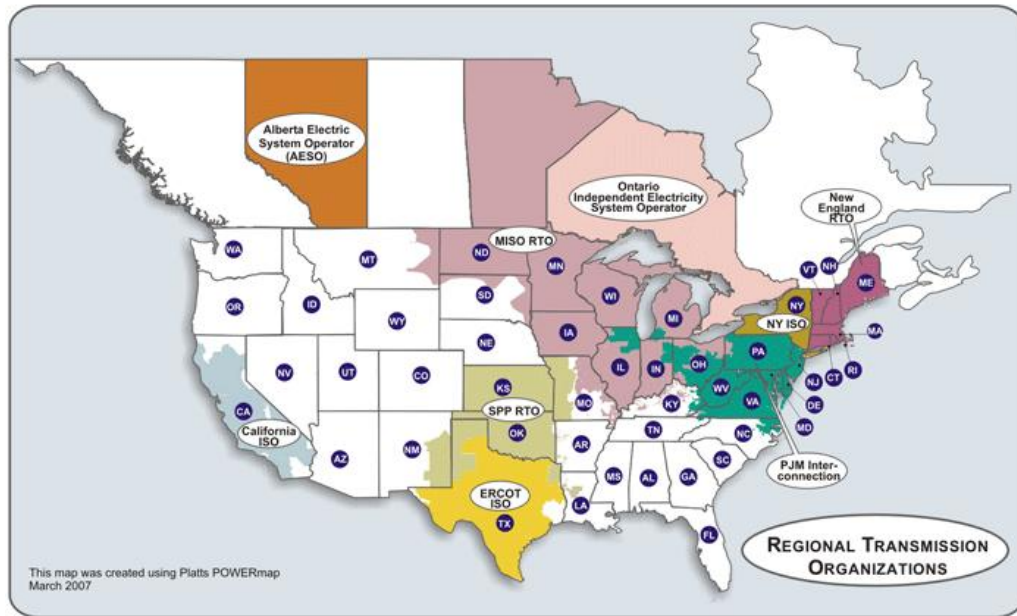 Alberta Electric
System Operator
(AESO)
Ontario
Independent Electricity
System Operator
New
England
RTO
MISO RTO
WA
MT
ND
MN
VT
NH
ME
OR
ID
SD
WI
MI
NY
NY ISO
MA
WY
IA
NE
PA
RI
NV
UT
CO
IL
IN
OH
WV
NJ
CT
KS
MO
KY
VA
DE
MD
CA
California
ISO
SPP RTO
OK
TN
NC
AZ
NM
AR
SC
PJM Inter-
connection
MS
AL
GA
ERCOT
ISO
TX
LA
FL
REGIONAL TRANSMISSION
ORGANIZATIONS
This map was created using Platts POWERmap
March 2007